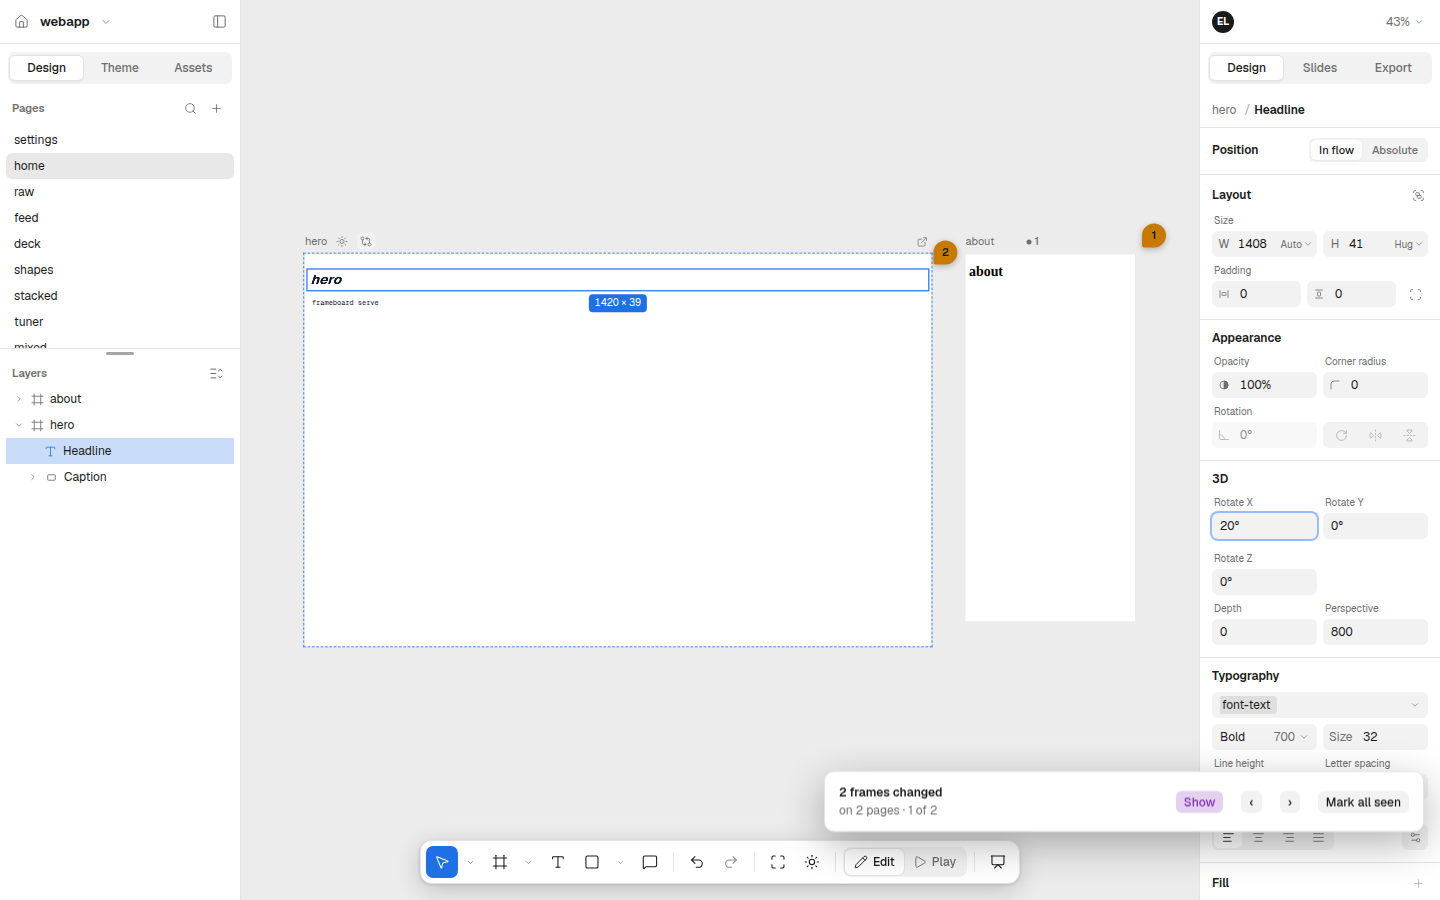 webapp
Design Theme Assets
Pages
settings
home
raw
feed
deck
shapes
stacked
tuner
mixed
Layers
about
hero
Headline
Caption
hero
2
about
1
1
hero
frameboard serve
1420 × 39
about
2 frames changed
on 2 pages · 1 of 2
Show
‹
›
Mark all seen
Edit
Play
EL
43%
Design Slides Export
hero / Headline
Position
In flow Absolute
Layout
Size
W 1408 Auto
H 41 Hug
Padding
0
0
Appearance
Opacity Corner radius
100% 0
Rotation
0°
3D
Rotate X Rotate Y
20° 0°
Rotate Z
0°
Depth Perspective
0 800
Typography
font-text
Bold 700 Size 32
Line height Letter spacing
Fill